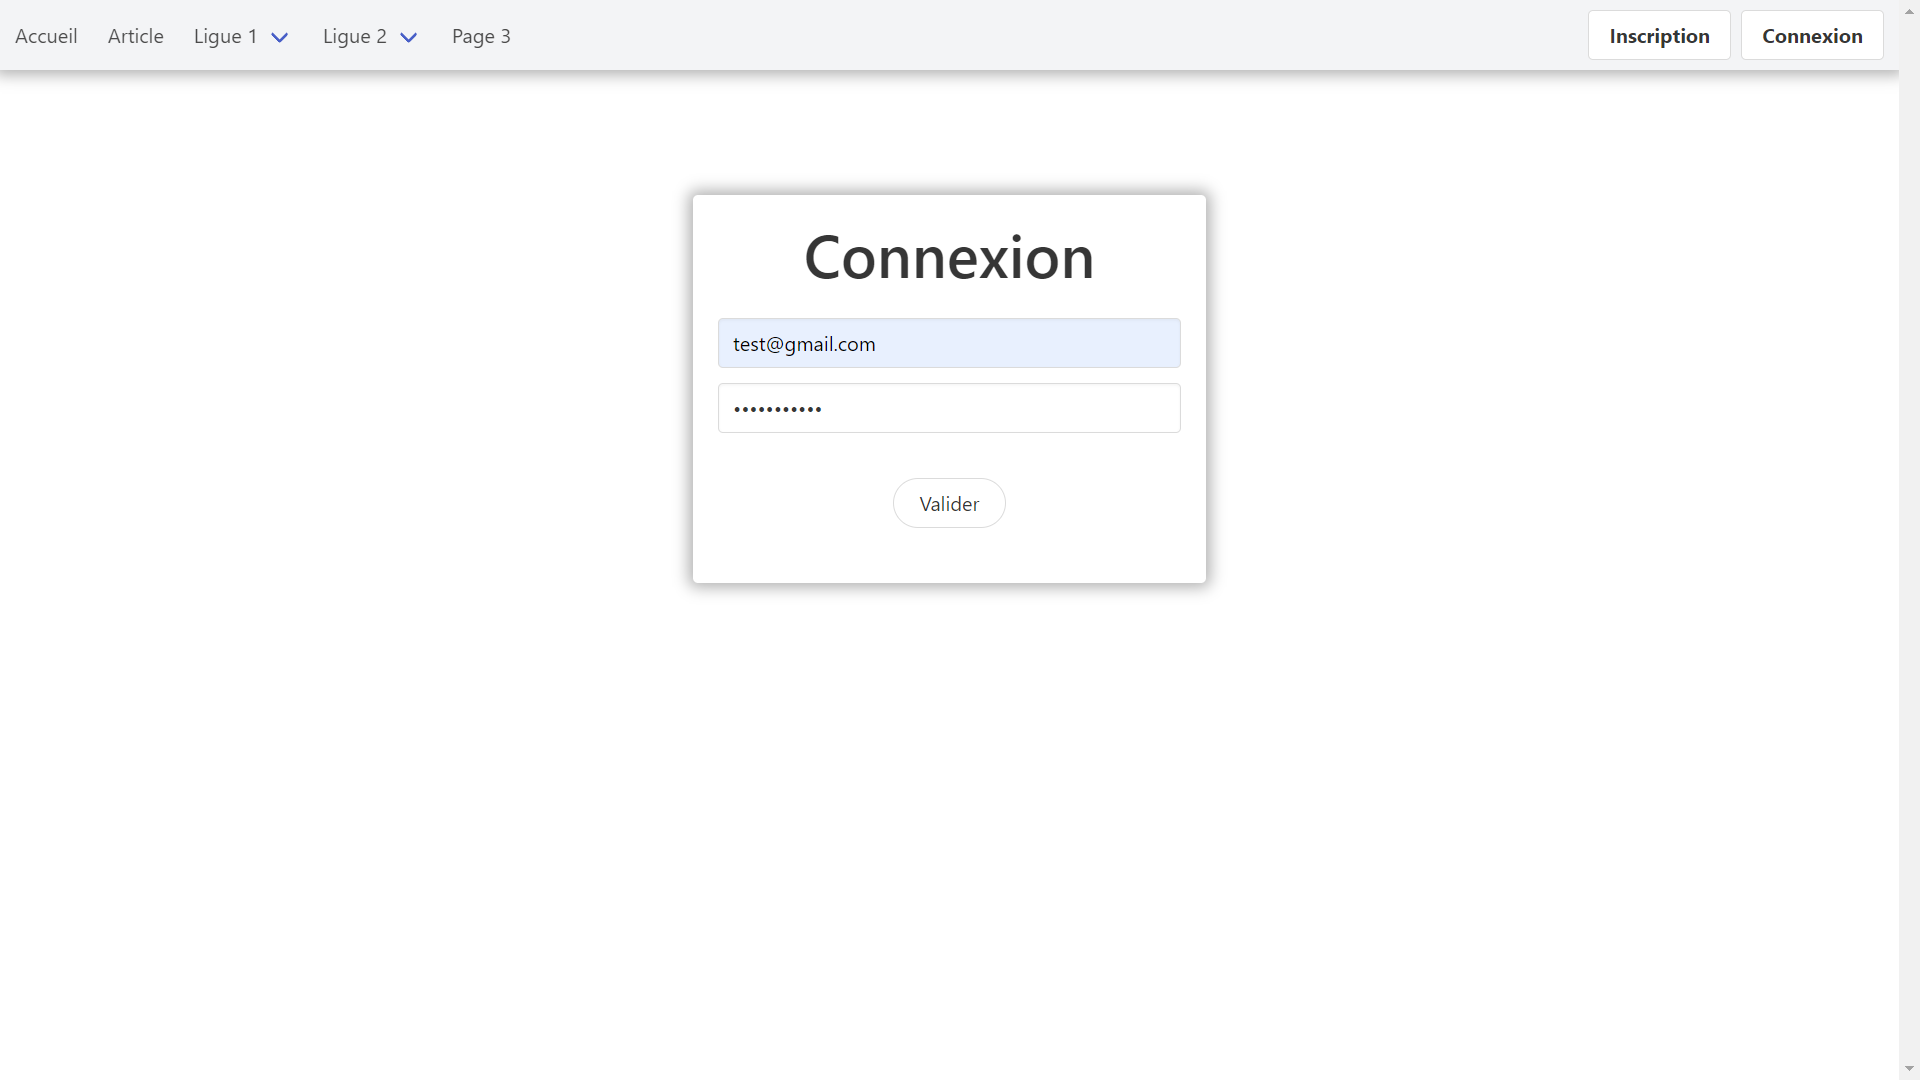 Accueil Article Ligue 1 Ligue 2 Page 3 Inscription Connexion
Connexion
test@gmail.com
•••••••••••
Valider